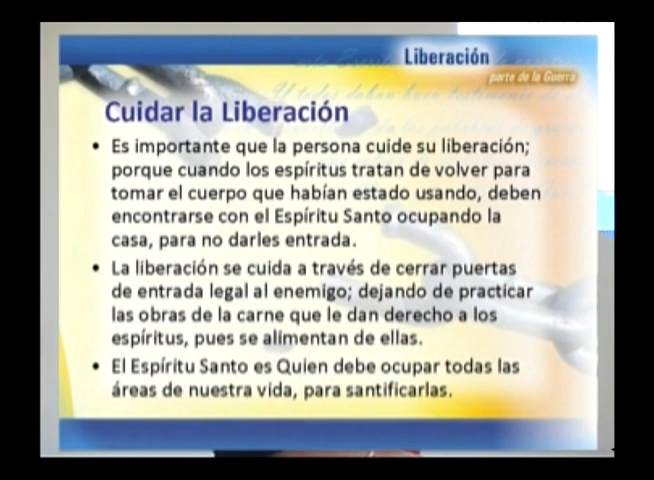 Liberación
parte de la Guerra
Cuidar la Liberación
• Es importante que la persona cuide su liberación;
porque cuando los espíritus tratan de volver para
tomar el cuerpo que habían estado usando, deben
encontrarse con el Espíritu Santo ocupando la
casa, para no darles entrada.
• La liberación se cuida a través de cerrar puertas
de entrada legal al enemigo; dejando de practicar
las obras de la carne que le dan derecho a los
espíritus, pues se alimentan de ellas.
• El Espíritu Santo es Quien debe ocupar todas las
áreas de nuestra vida, para santificarlas.